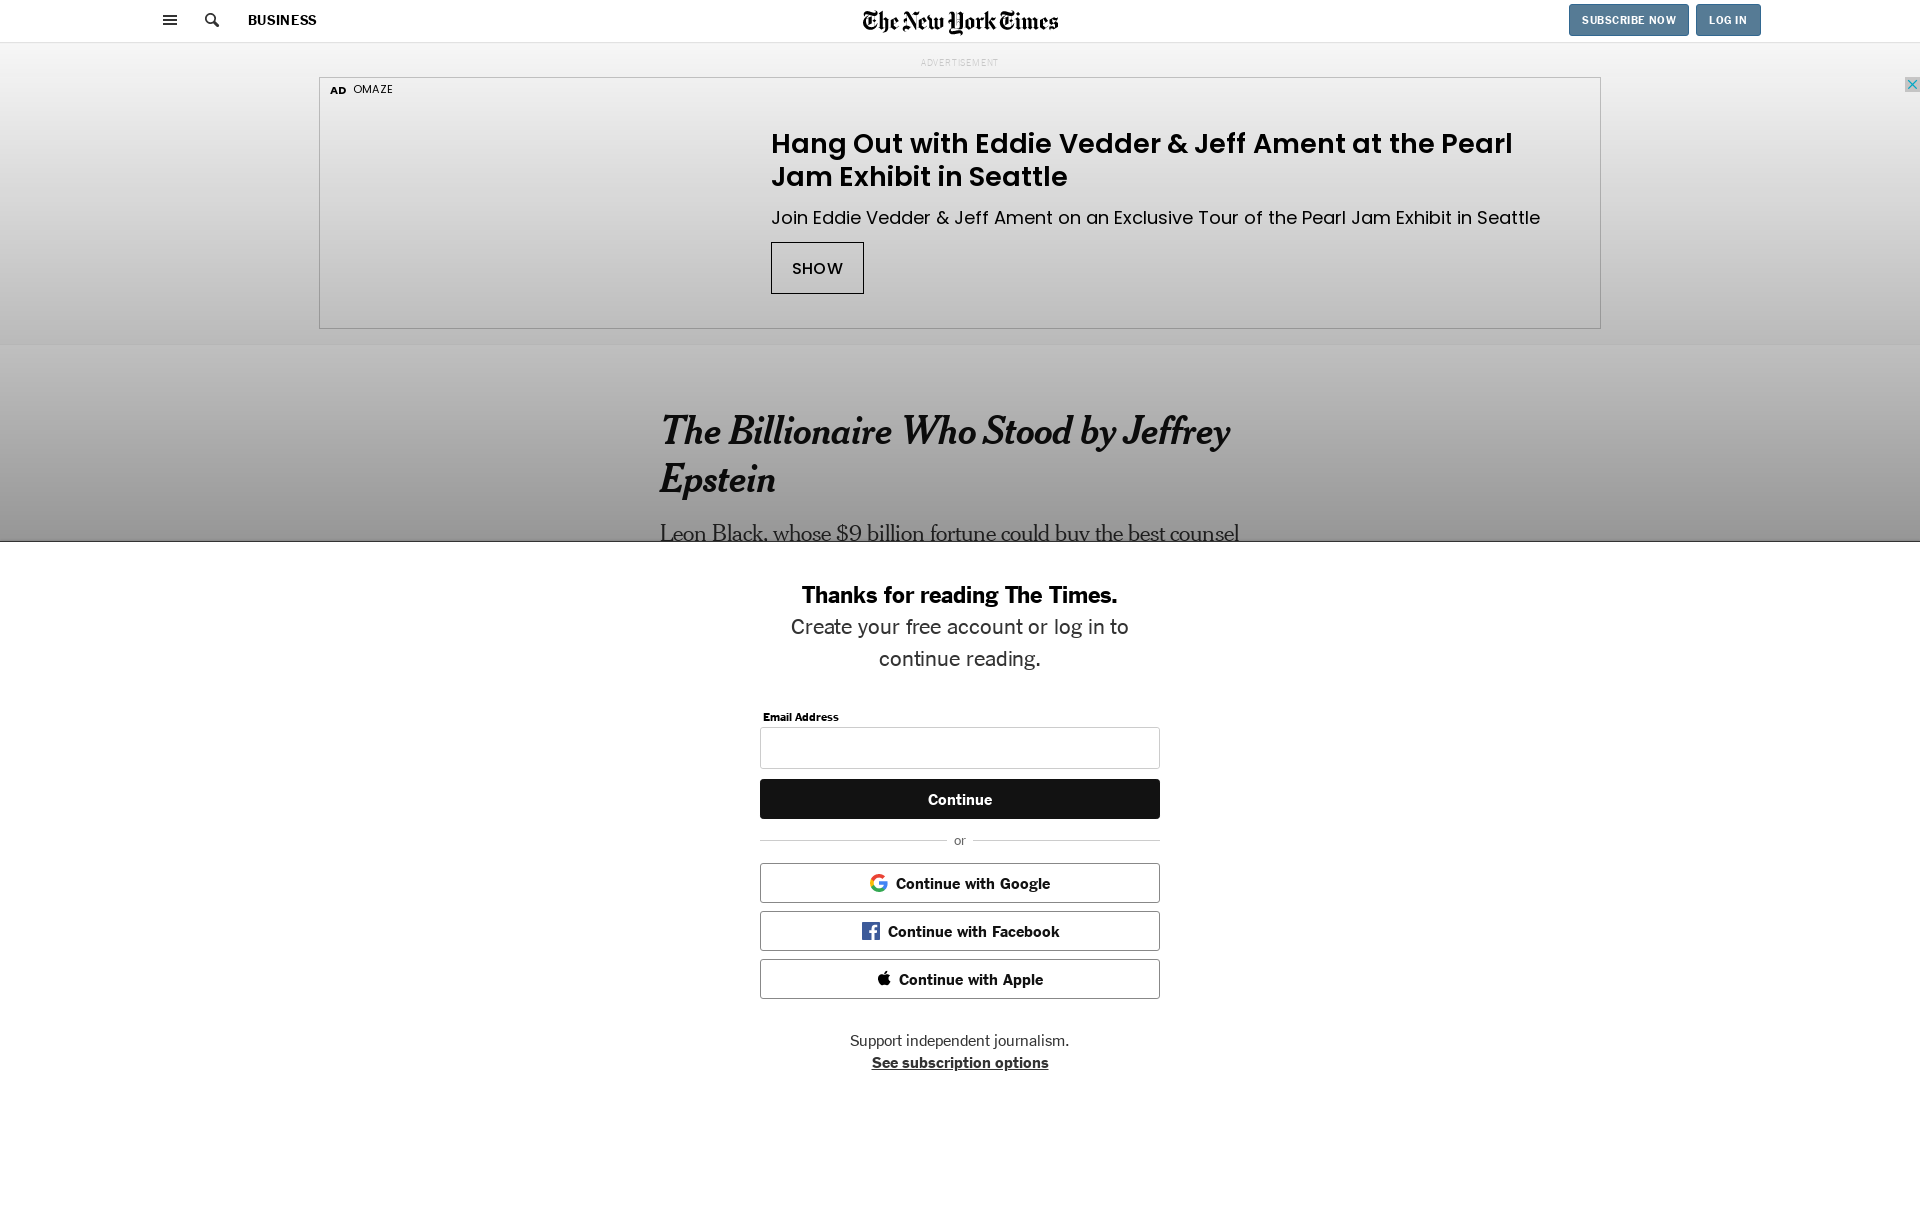 BUSINESS
The New York Times
SUBSCRIBE NOW
LOG IN
ADVERTISEMENT
AD OMAZE
Hang Out with Eddie Vedder & Jeff Ament at the Pearl
Jam Exhibit in Seattle
Join Eddie Vedder & Jeff Ament on an Exclusive Tour of the Pearl Jam Exhibit in Seattle
SHOW
The Billionaire Who Stood by Jeffrey
Epstein
Leon Black, whose $9 billion fortune could buy the best counsel
Thanks for reading The Times.
Create your free account or log in to
continue reading.
Email Address
Continue
or
Continue with Google
Continue with Facebook
Continue with Apple
Support independent journalism.
See subscription options